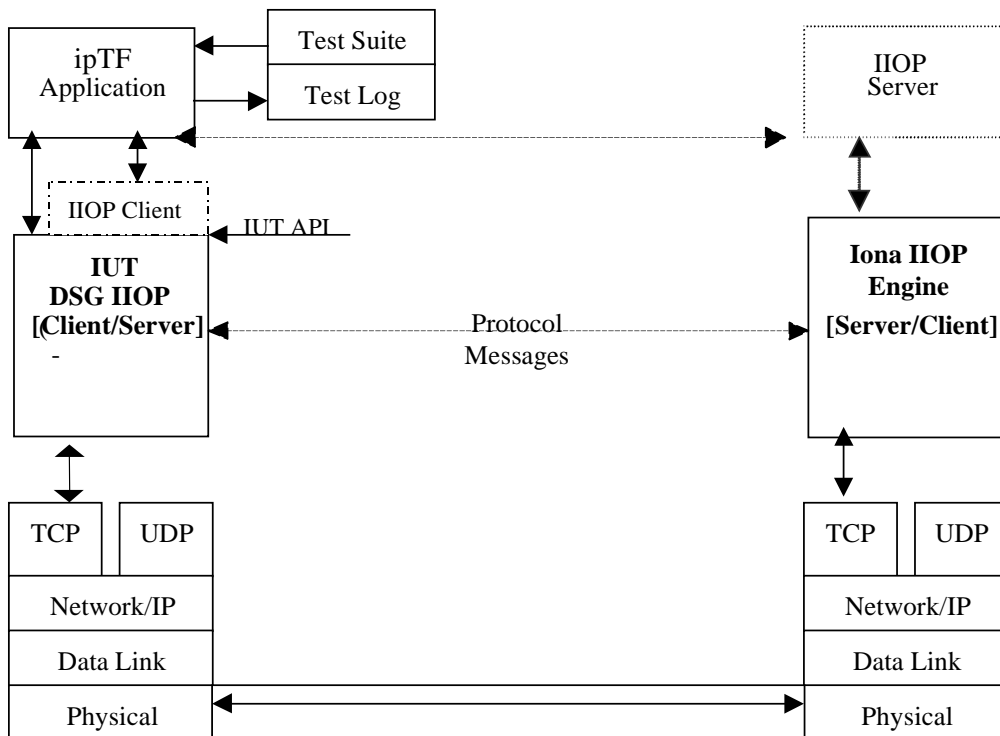 ipTF
Application
Test Suite
Test Log
IIOP
Server
IIOP Client
IUT API
IUT
DSG IIOP
[(Client/Server]
-
Iona IIOP
Engine
[Server/Client]
Protocol
Messages
TCP
UDP
Network/IP
Data Link
Physical
TCP
UDP
Network/IP
Data Link
Physical